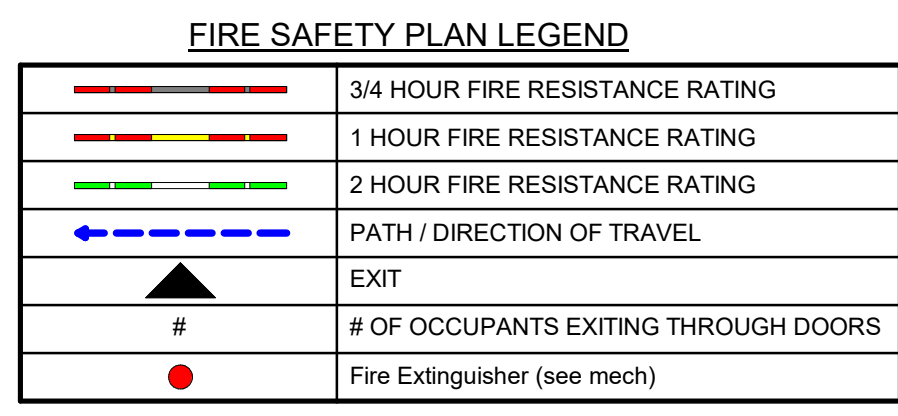 FIRE SAFETY PLAN LEGEND
3/4 HOUR FIRE RESISTANCE RATING
1 HOUR FIRE RESISTANCE RATING
2 HOUR FIRE RESISTANCE RATING
PATH / DIRECTION OF TRAVEL
EXIT
# # OF OCCUPANTS EXITING THROUGH DOORS
Fire Extinguisher (see mech)